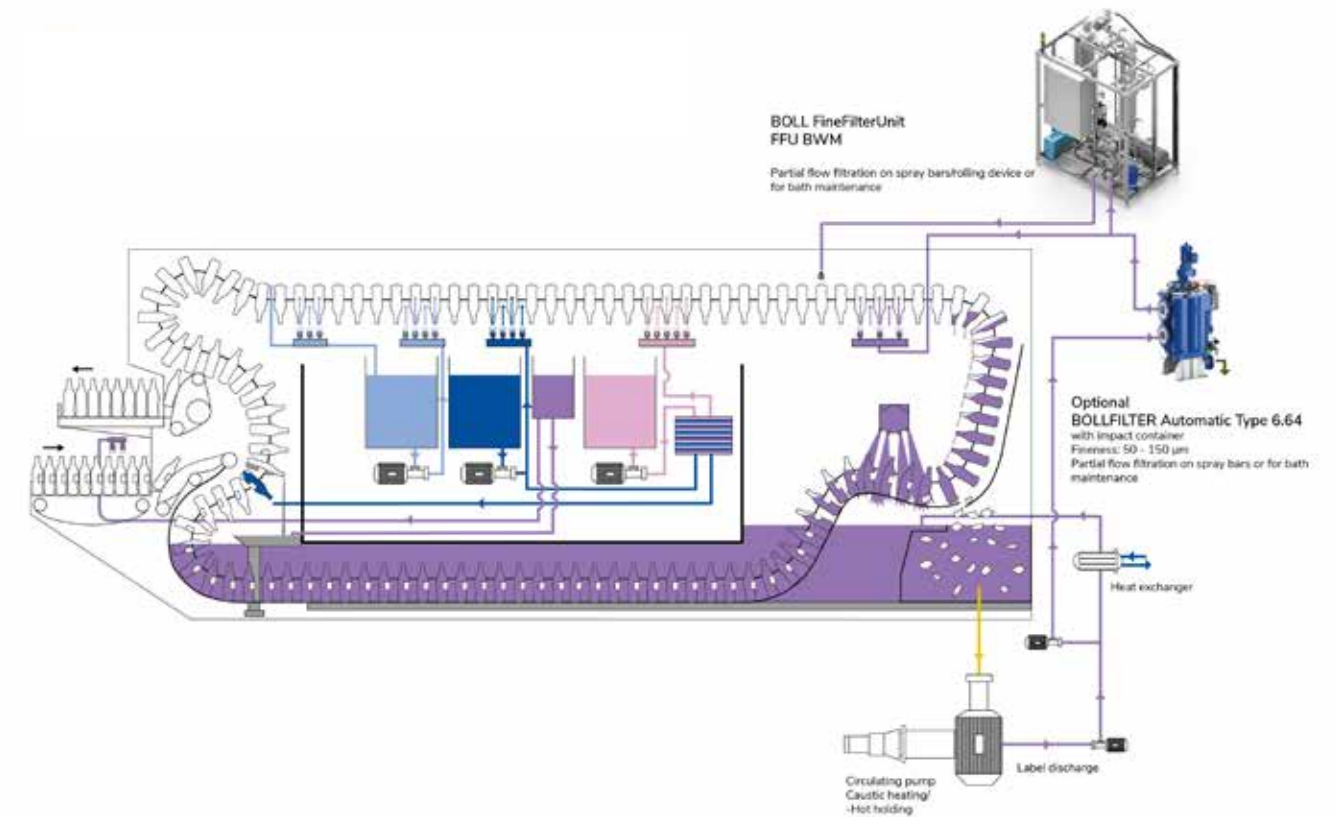 BOLL FineFilterUnit
FFU BWM
Partial flow filtration on spray bars/rolling device or
for bath maintenance
Optional
BOLLFILTER Automatic Type 6.64
with impact container
Fineness: 50 - 150 µm
Partial flow filtration on spray bars or for bath
maintenance
Heat exchanger
Label discharge
Circulating pump
Caustic heating/
-Hot holding